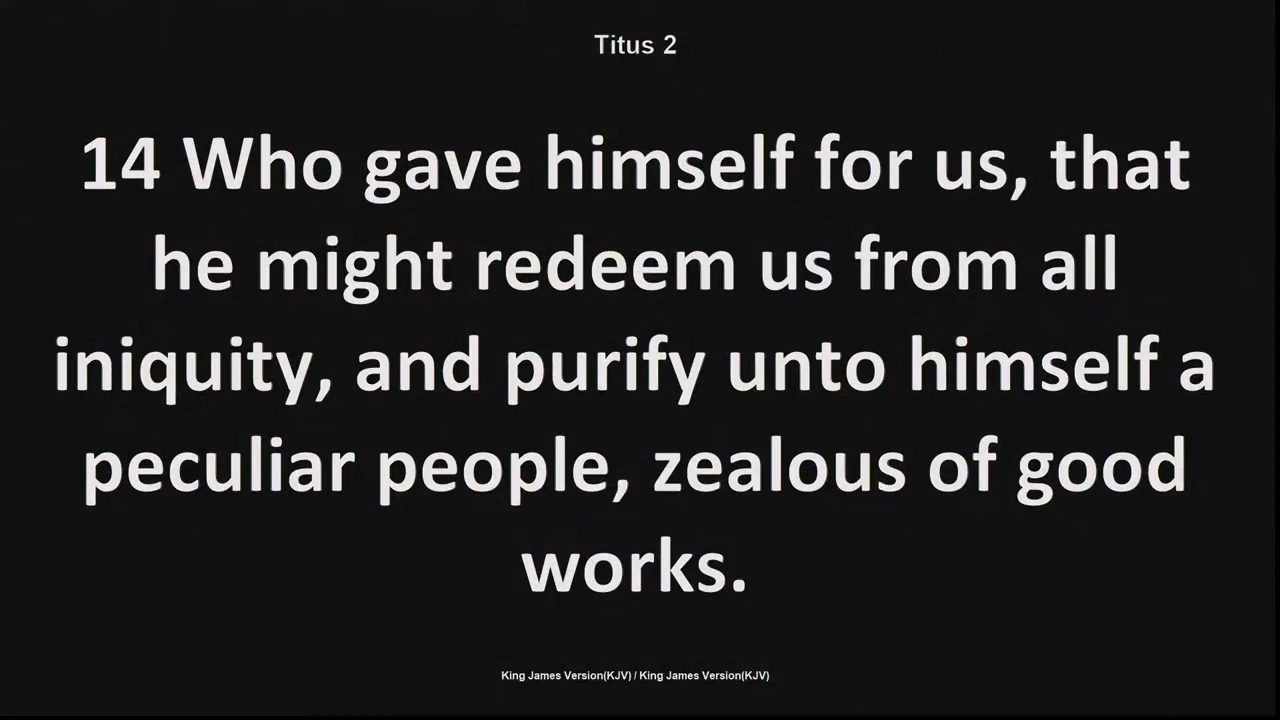 Titus 2
14 Who gave himself for us, that
he might redeem us from all
iniquity, and purify unto himself a
peculiar people, zealous of good
works.
King James Version(KJV) / King James Version(KJV)